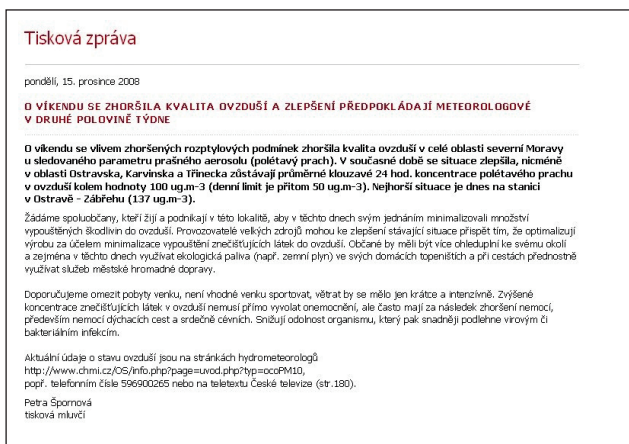 Tisková zpráva
pondělí, 15. prosince 2008
O VÍKENDU SE ZHORŠILA KVALITA OVZDUŠÍ A ZLEPŠENÍ PŘEDPOKLÁDAJÍ METEOROLOGOVÉ
V DRUHÉ POLOVINĚ TÝDNE
O víkendu se vlivem zhoršených rozptylových podmínek zhoršila kvalita ovzduší v celé oblasti severní Moravy
u sledovaného parametru prašného aerosolu (polétavý prach). V současné době se situace zlepšila, nicméně
v oblasti Ostravska, Karvinska a Třinecka zůstávají průměrné klouzavé 24 hod. koncentrace polétavého prachu
v ovzduší kolem hodnoty 100 ug.m-3 (denní limit je přitom 50 ug.m-3). Nejhorší situace je dnes na stanici
v Ostravě - Zábřehu (137 ug.m-3).
Žádáme spoluobčany, kteří žijí a podnikají v této lokalitě, aby v těchto dnech svým jednáním minimalizovali množství
vypouštěných škodlivin do ovzduší. Provozovatelé velkých zdrojů mohou ke zlepšení stávající situace přispět tím, že optimalizují
výrobu za účelem minimalizace vypouštění znečišťujících látek do ovzduší. Občané by měli být více ohleduplní ke svému okolí
a zejména v těchto dnech využívat ekologická paliva (např. zemní plyn) ve svých domácích topeništích a při cestách přednostně
využívat služeb městské hromadné dopravy.
Doporučujeme omezit pobyty venku, není vhodné venku sportovat, větrat by se mělo jen krátce a intenzívně. Zvýšené
koncentrace znečišťujících látek v ovzduší nemusí přímo vyvolat onemocnění, ale často mají za následek zhoršení nemocí,
především nemocí dýchacích cest a srdečně cévních. Snižují odolnost organismu, který pak snadněji podlehne virovým či
bakteriálním infekcím.
Aktuální údaje o stavu ovzduší jsou na stránkách hydrometeorologů
http://www.chmi.cz/OS/info.php?page=uvod.php?typ=ocoPM10,
popř. telefonním čísle 596900265 nebo na teletextu České televize (str.180).
Petra Špornová
tisková mluvčí